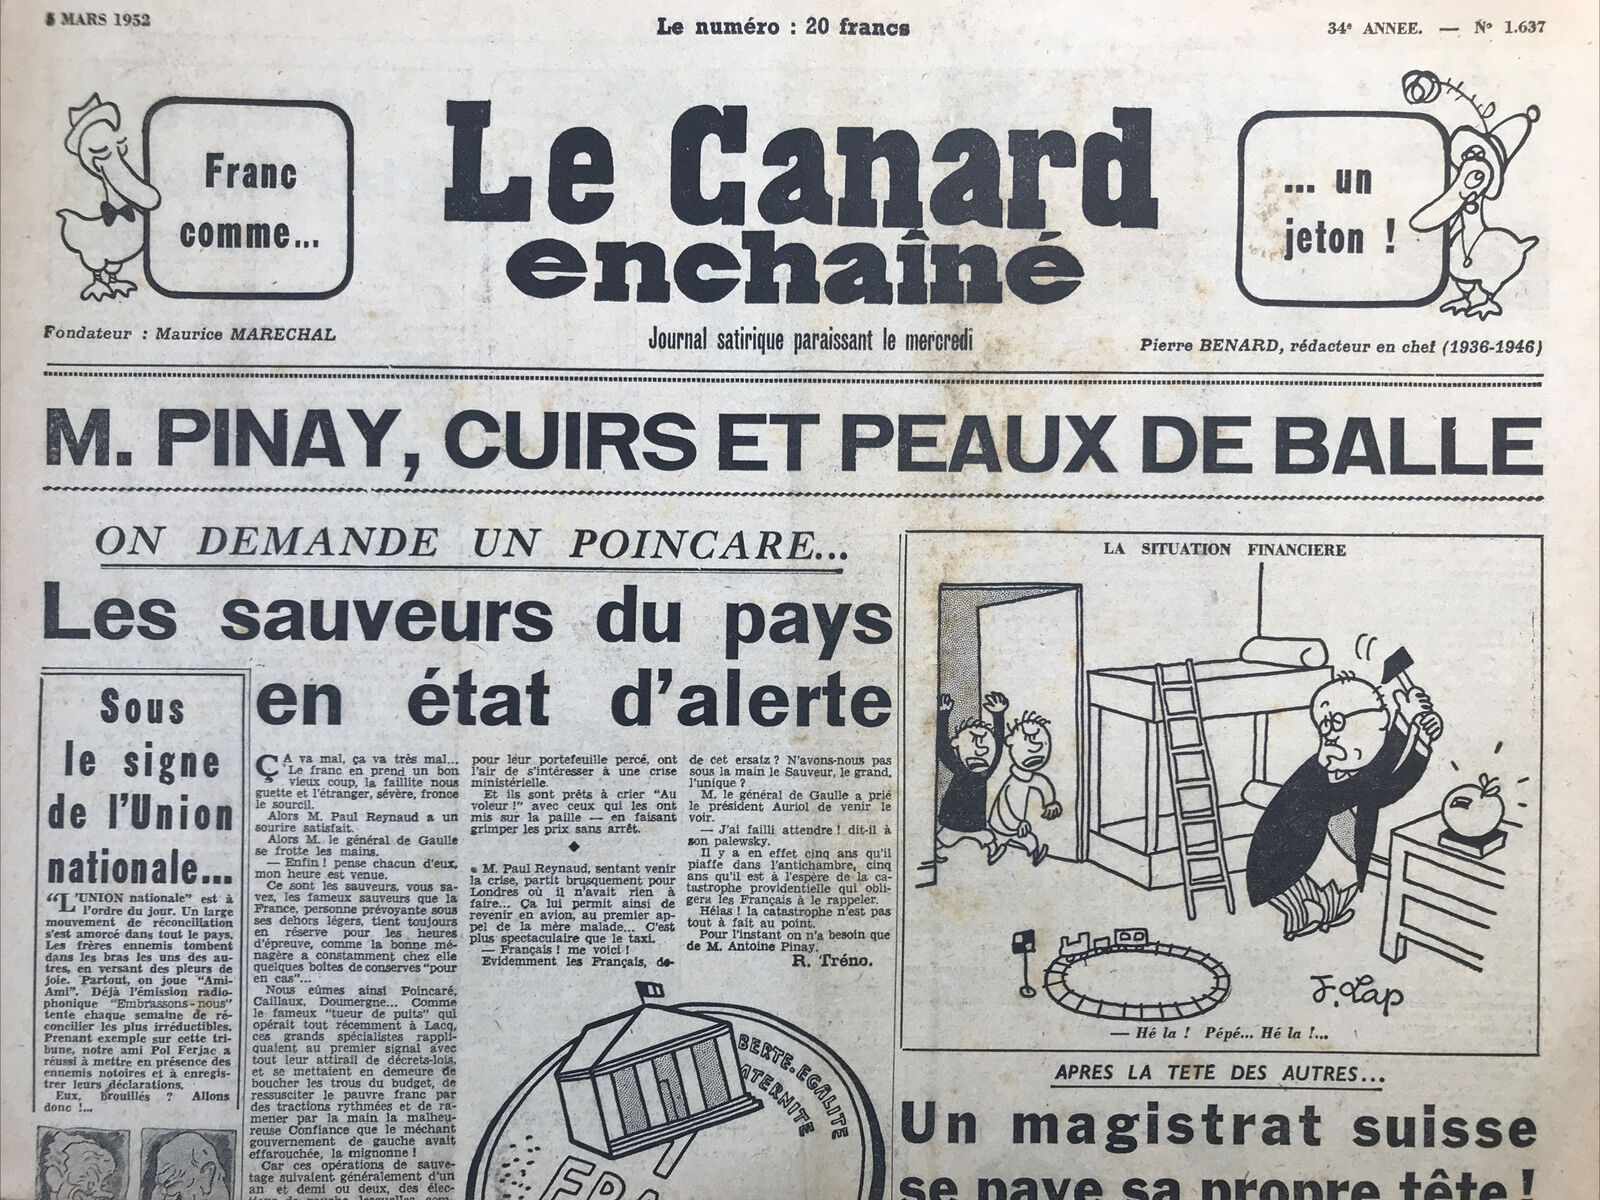 5 MARS 1952
Le numéro : 20 francs
34e ANNEE. — No 1.637
Franc
comme...
Le Canard
enchaîné
... un
jeton !
Fondateur : Maurice MARECHAL
Journal satirique paraissant le mercredi
Pierre BENARD, rédacteur en chef (1936-1946)
M. PINAY, CUIRS ET PEAUX DE BALLE
ON DEMANDE UN POINCARE...
Les sauveurs du pays
en état d'alerte
Sous
le signe
de l'Union
nationale...
“L'UNION nationale” est à
l'ordre du jour. Un large
mouvement de réconciliation
s'est amorcé dans tout le pays.
Les frères ennemis tombent
dans les bras les uns des au-
tres, en versant des pleurs de
joie. Partout, on joue “Ami-
Ami”. Déjà l'émission radio-
phonique “Embrassons-nous”
tente chaque semaine de ré-
concilier les plus irréductibles.
Prenant exemple sur cette tri-
bune, notre ami Pol Ferjac a
réussi à mettre en présence des
ennemis notoires et à enregis-
trer leurs déclarations.
Eux, brouillés ? Allons
donc !...
ÇA va mal, ça va très mal...
Le franc en prend un bon
vieux coup, la faillite nous
guette et l'étranger, sévère, fronce
le sourcil.
Alors M. Paul Reynaud a un
sourire satisfait.
Alors M. le général de Gaulle
se frotte les mains.
— Enfin ! pense chacun d'eux,
mon heure est venue.
Ce sont les sauveurs, vous sa-
vez, les fameux sauveurs que la
France, personne prévoyante sous
ses dehors légers, tient toujours
en réserve pour les heures
d'épreuve, comme la bonne mé-
nagère a constamment chez elle
quelques boîtes de conserves “pour
en cas”...
Nous eûmes ainsi Poincaré,
Caillaux, Doumergne... Comme
le fameux “tueur de puits” qui
opérait tout récemment à Lacq,
ces grands spécialistes rappli-
quaient au premier signal avec
tout leur attirail de décrets-lois,
et se mettaient en demeure de
boucher les trous du budget, de
ressusciter le pauvre franc par
des tractions rythmées et de ra-
mener par la main la malheu-
reuse Confiance que le méchant
gouvernement de gauche avait
effarouchée, la mignonne !
Car ces opérations de sauve-
tage suivaient généralement d'un
an et demi ou deux, des élec-
pour leur portefeuille percé, ont
l'air de s'intéresser à une crise
ministérielle.
Et ils sont prêts à crier “Au
voleur !” avec ceux qui les ont
mis sur la paille — en faisant
grimper les prix sans arrêt.
M. Paul Reynaud, sentant venir
la crise, partit brusquement pour
Londres où il n'avait rien à
faire... Ça lui permit ainsi de
revenir en avion, au premier ap-
pel de la mère malade... C'est
plus spectaculaire que le taxi.
— Français ! me voici !
Evidemment les Français, dé-
de cet ersatz ? N'avons-nous pas
sous la main le Sauveur, le grand,
l'unique ?
M. le général de Gaulle a prié
le président Auriol de venir le
voir.
— J'ai failli attendre ! dit-il à
son palewsky.
Il y a en effet cinq ans qu'il
piaffe dans l'antichambre, cinq
ans qu'il est à l'espère de la ca-
tastrophe providentielle qui obli-
gera les Français à le rappeler.
Hélas ! la catastrophe n'est pas
tout à fait au point.
Pour l'instant on n'a besoin que
de M. Antoine Pinay.
R. Tréno.
BERTE.EGALITE
ATERNITE
FRA
LA SITUATION FINANCIERE
J. Lap
— Hé la ! Pépé... Hé la !...
APRES LA TETE DES AUTRES...
Un magistrat suisse
se paye sa propre tête !